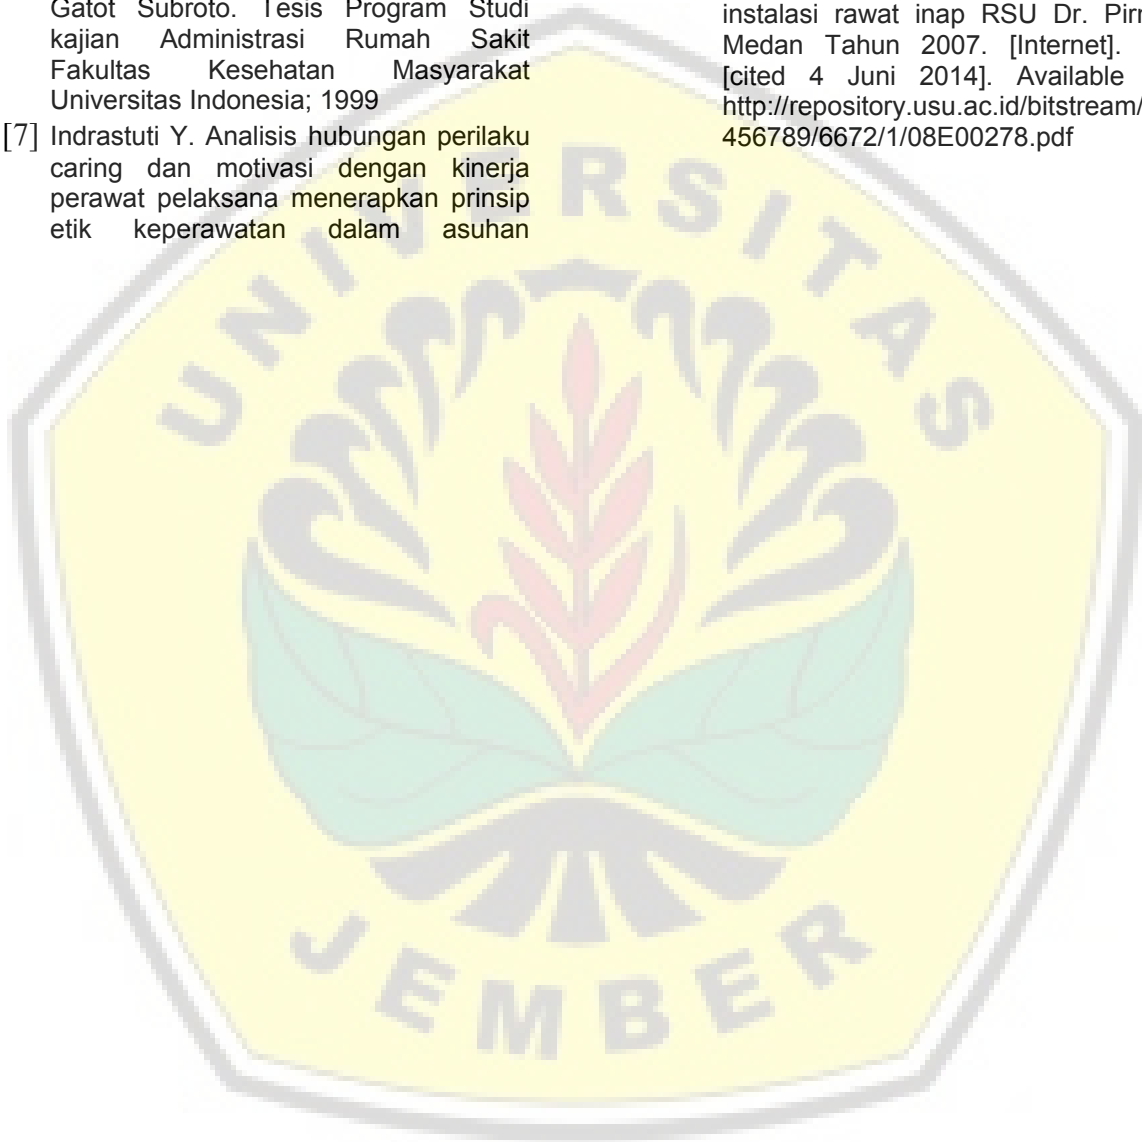 Gatot Subroto. Tesis Program Studi
kajian Administrasi Rumah Sakit
Fakultas Kesehatan Masyarakat
Universitas Indonesia; 1999
[7] Indrastuti Y. Analisis hubungan perilaku
caring dan motivasi dengan kinerja
perawat pelaksana menerapkan prinsip
etik keperawatan dalam asuhan
instalasi rawat inap RSU Dr.
Medan Tahun 2007. [Internet].
[cited 4 Juni 2014]. Available
http://repository.usu.ac.id/bitstream/
456789/6672/1/08E00278.pdf
UNIVERSITAS
JEMBER